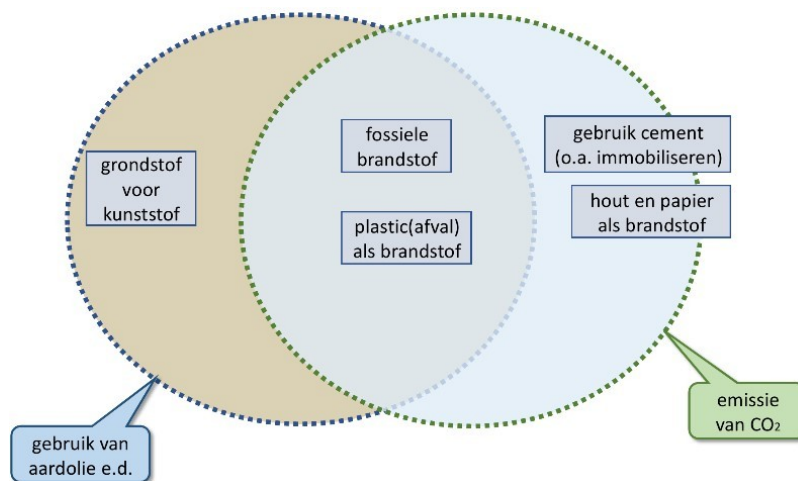 grondstof
voor
kunststof
fossiele
brandstof
plastic(afval)
als brandstof
gebruik cement
(o.a. immobiliseren)
hout en papier
als brandstof
gebruik van
aardolie e.d.
emissie
van CO₂